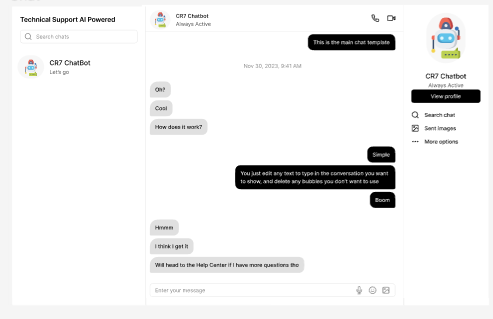 Technical Support AI Powered
Search chats
CR7 ChatBot
Let's go
CR7 Chatbot
Always Active
This is the main chat template
Nov 30, 2023, 9:41 AM
Oh?
Cool
How does it work?
Simple
You just edit any text to type in the conversation you want
to show, and delete any bubbles you don't want to use
Boom
Hmmm
I think I get it
Will head to the Help Center if I have more questions tho
Enter your message
CR7 Chatbot
Always Active
View profile
Search chat
Sent images
More options